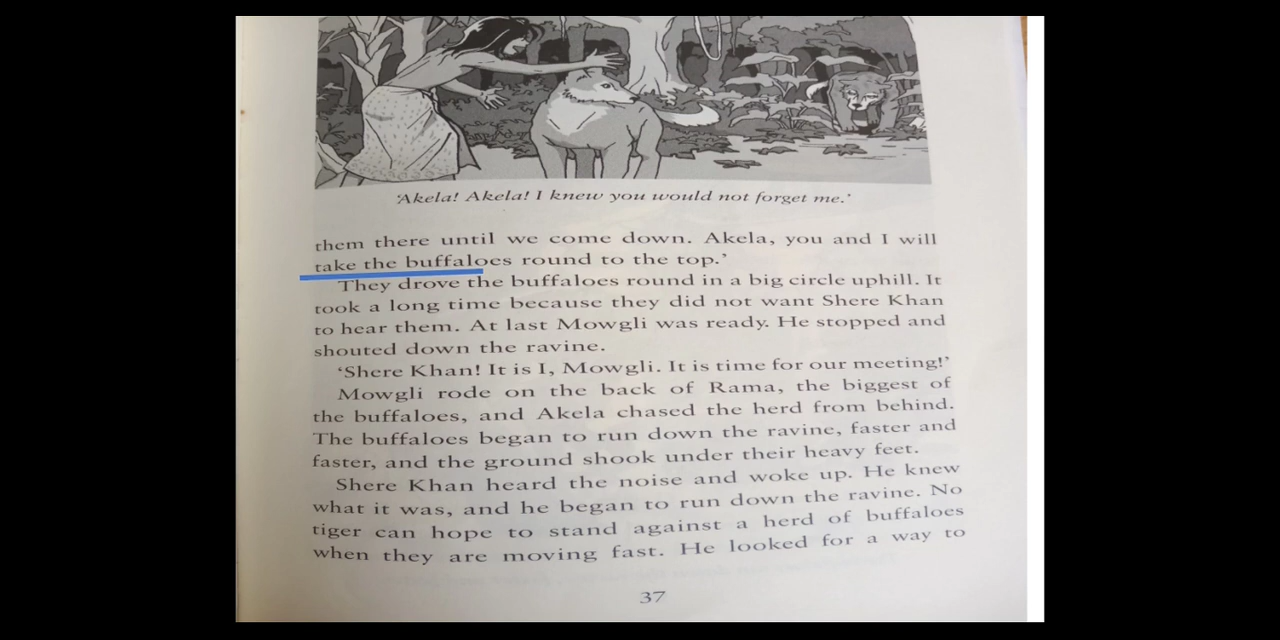 'Akela! Akela! I knew you would not forget me.'
them there until we come down. Akela, you and I will
take the buffaloes round to the top.'
They drove the buffaloes round in a big circle uphill. It
took a long time because they did not want Shere Khan
to hear them. At last Mowgli was ready. He stopped and
shouted down the ravine.
'Shere Khan! It is I, Mowgli. It is time for our meeting!'
Mowgli rode on the back of Rama, the biggest of
the buffaloes, and Akela chased the herd from behind.
The buffaloes began to run down the ravine, faster and
faster, and the ground shook under their heavy feet.
Shere Khan heard the noise and woke up. He knew
what it was, and he began to run down the ravine. No
tiger can hope to stand against a herd of buffaloes
when they are moving fast. He looked for a way to
37